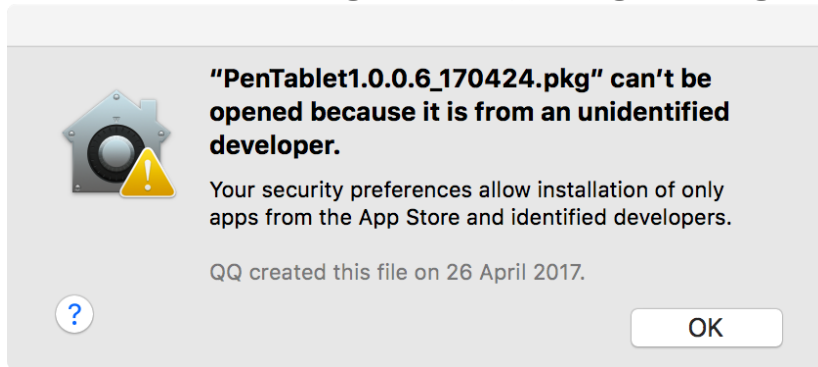 “PenTablet1.0.0.6_170424.pkg” can’t be
opened because it is from an unidentified
developer.
Your security preferences allow installation of only
apps from the App Store and identified developers.
QQ created this file on 26 April 2017.
?
OK